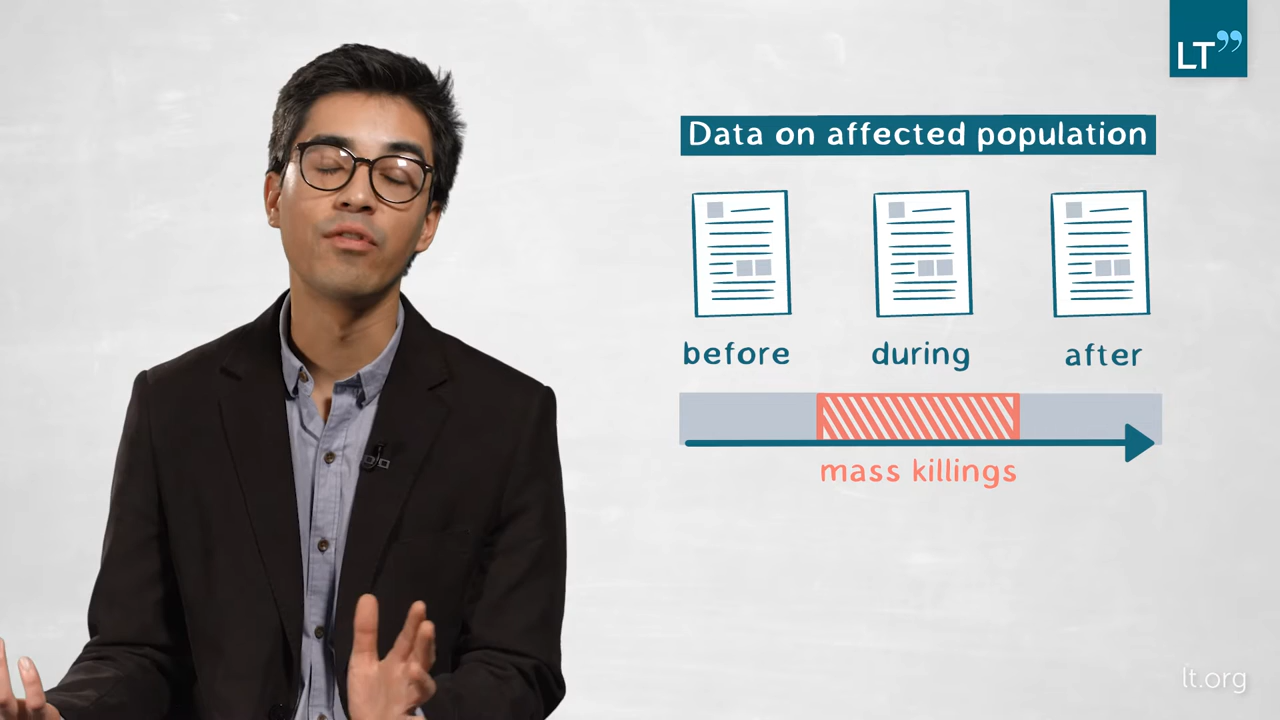 LT”
Data on affected population
before during after
mass killings
lt.org